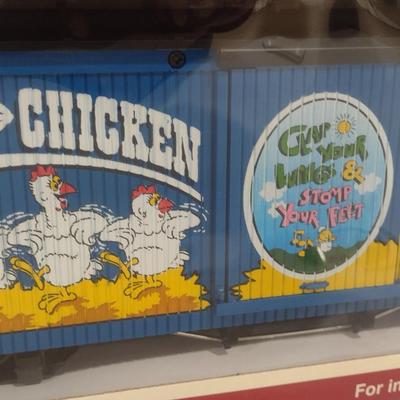 CHICKEN
CLAP
YOUR
WINGS &
STOMP
YOUR FEET
For in